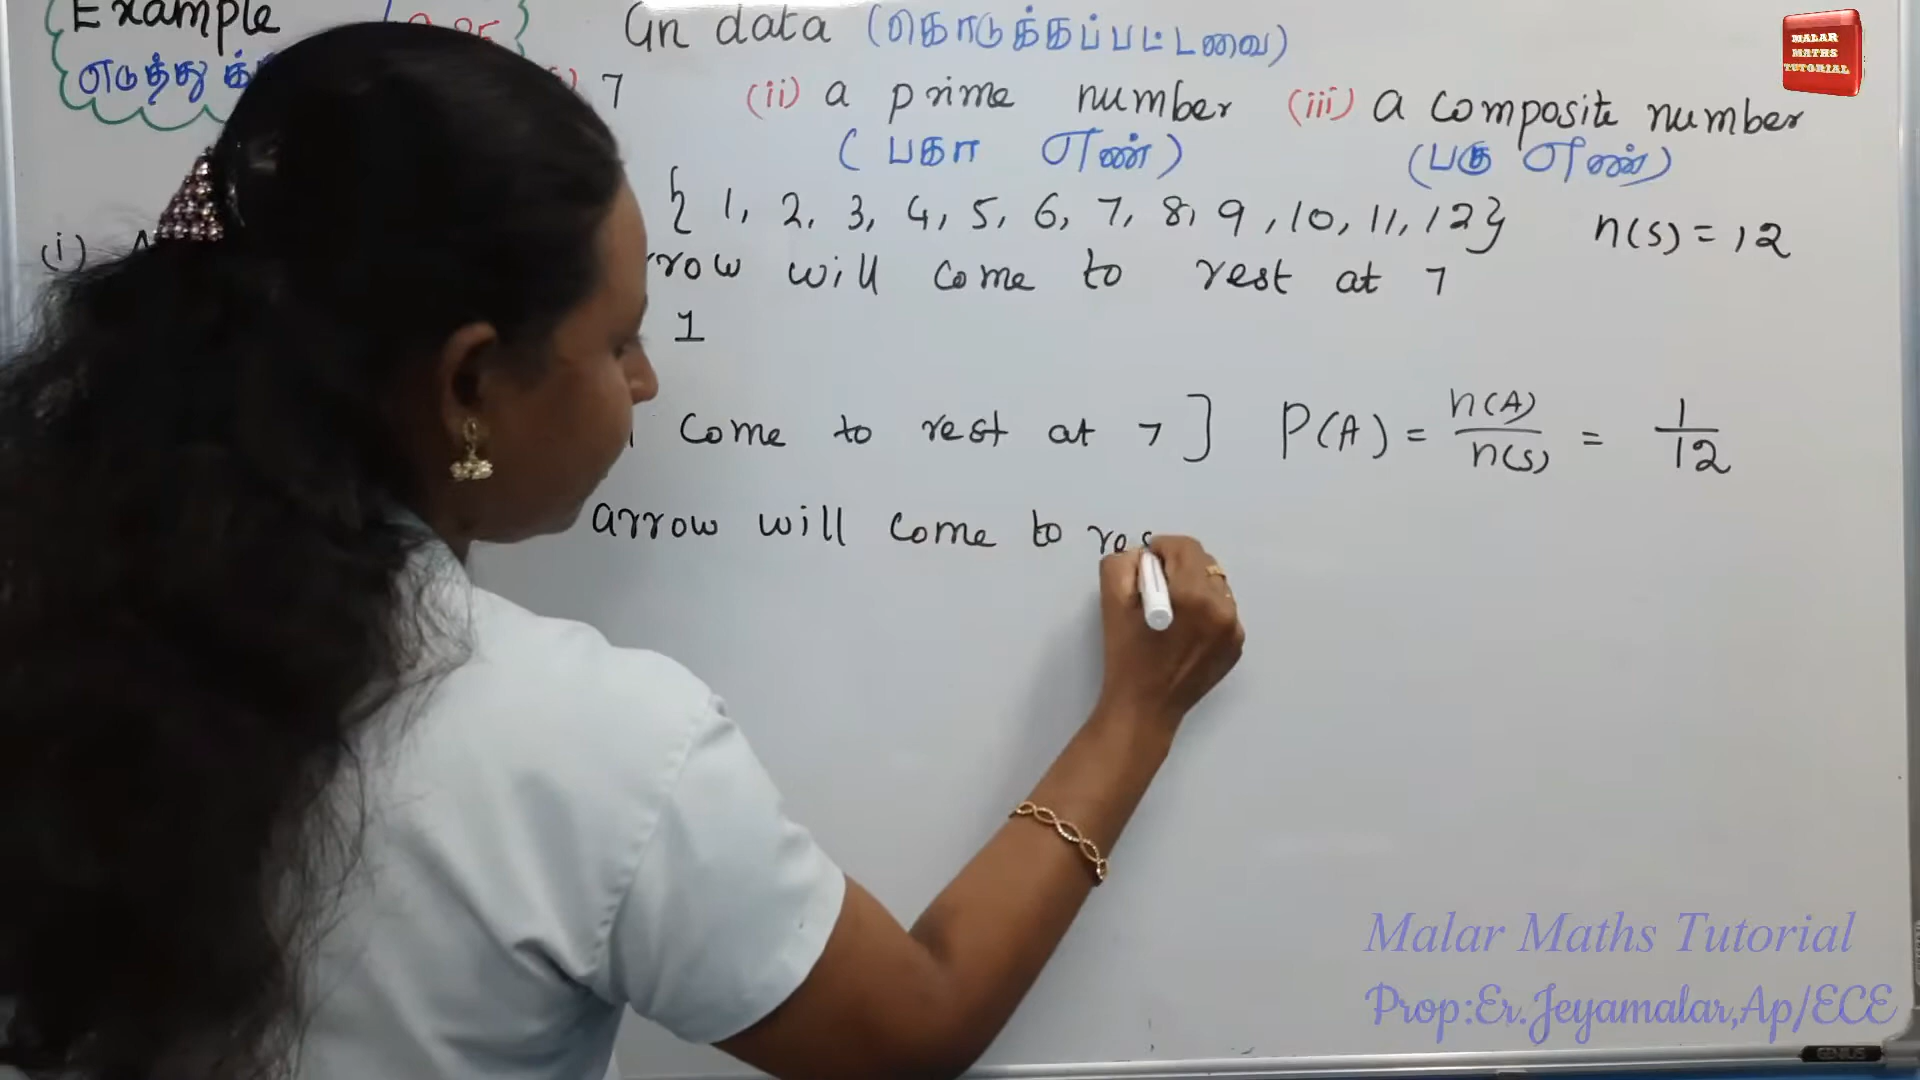 Example
எடுத்து
Gn data (கொடுக்கப்பட்டவை)
7 (ii) a prime number (iii) A composite number
(பகா எண்) (பகு எண்)
{ 1, 2, 3, 4, 5, 6, 7, 8, 9, 10, 11, 12} n(s) = 12
(i) A
will come to rest at 7
1
come to rest at 7 ] P(A) = n(A) / n(s) = 1 / 12
arrow will come to res
MALAR
MATHS
TUTORIAL
Malar Maths Tutorial
Prop:Er.Jeyamalar,Ap/ECE
GENIUS